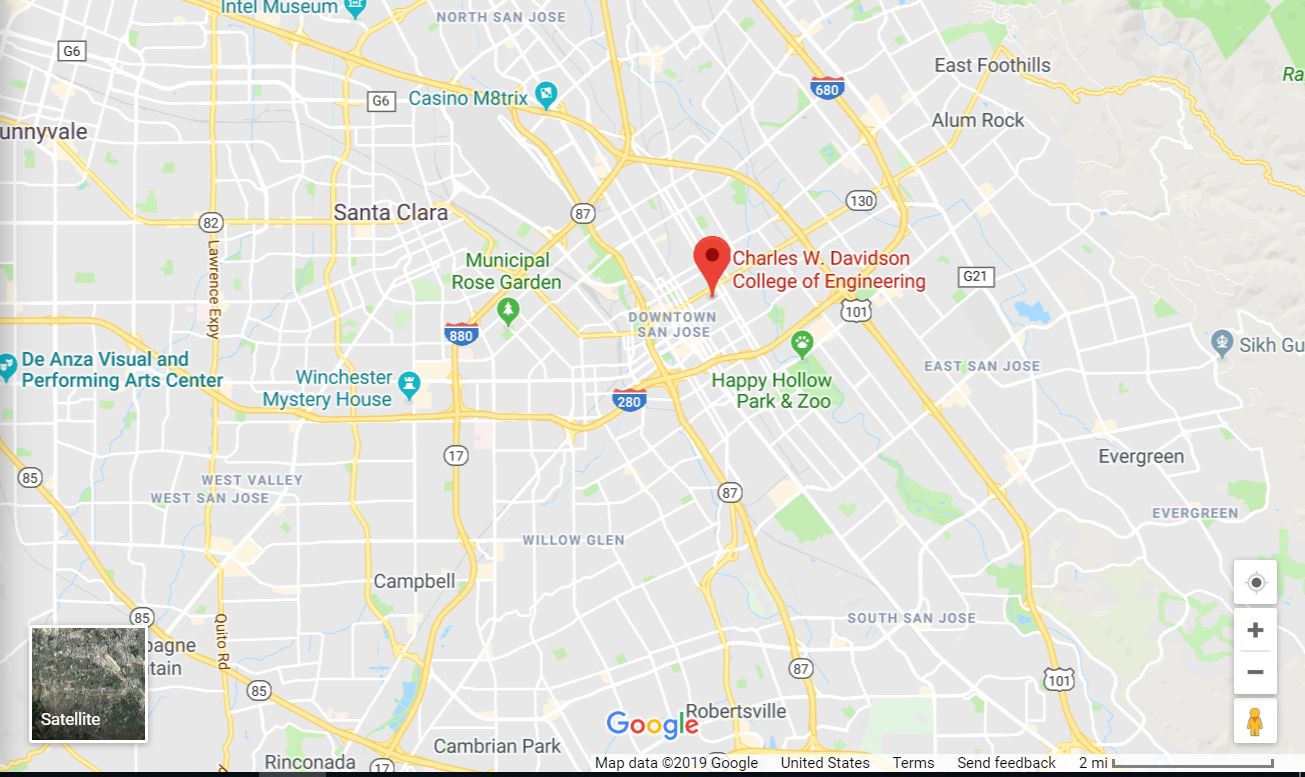 Intel Museum
NORTH SAN JOSE
G6
East Foothills
680
Ra
Casino M8trix
G6
Alum Rock
unnyvale
130
Santa Clara
87
82
Lawrence Expy
Municipal
Rose Garden
Charles W. Davidson
College of Engineering
G21
101
DOWNTOWN
SAN JOSE
880
Sikh Gu
De Anza Visual and
Performing Arts Center
EAST SAN JOSE
Winchester
Mystery House
Happy Hollow
Park & Zoo
280
17
Evergreen
85
WEST VALLEY
WEST SAN JOSE
87
EVERGREEN
WILLOW GLEN
Campbell
85
SOUTH SAN JOSE
Quito Rd
pagne
tain
87
101
85
Satellite
Google
Robertsville
Cambrian Park
Rinconada
17
Map data ©2019 Google United States Terms Send feedback 2 mi